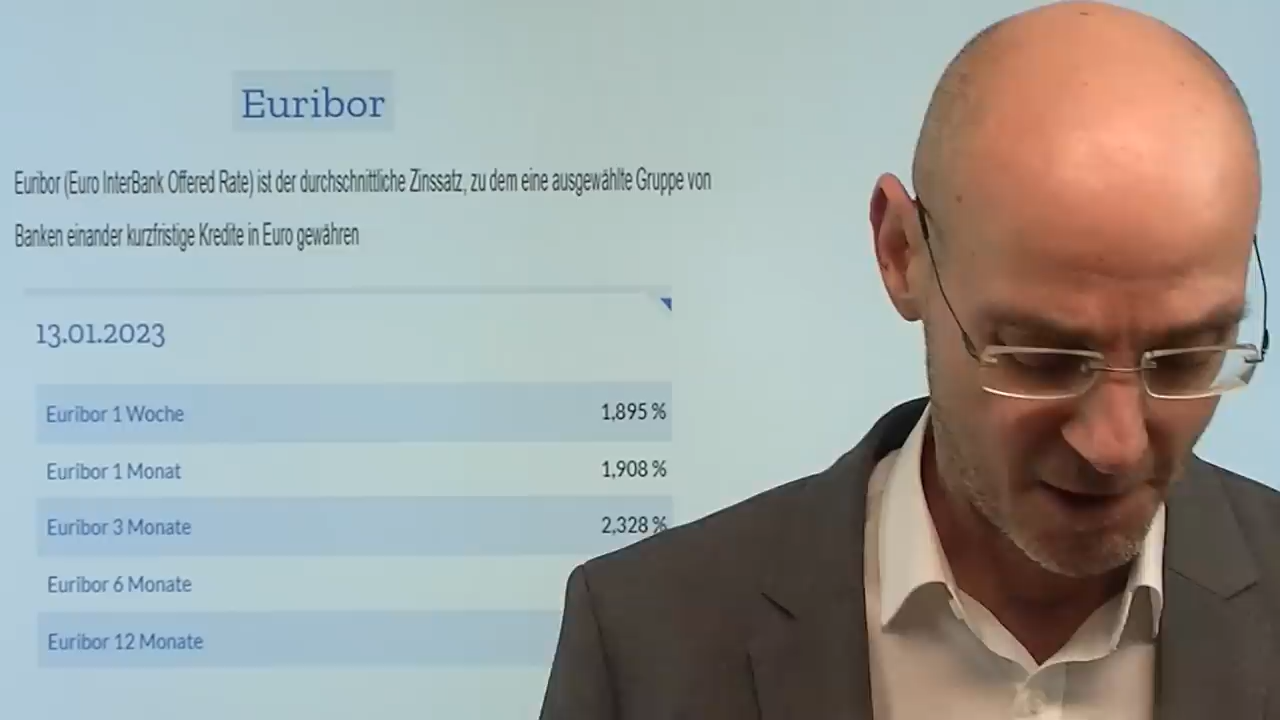 Euribor
Euribor (Euro InterBank Offered Rate) ist der durchschnittliche Zinssatz, zu dem eine ausgewählte Gruppe von
Banken einander kurzfristige Kredite in Euro gewähren
13.01.2023
Euribor 1 Woche 1,895 %
Euribor 1 Monat 1,908 %
Euribor 3 Monate 2,328 %
Euribor 6 Monate
Euribor 12 Monate